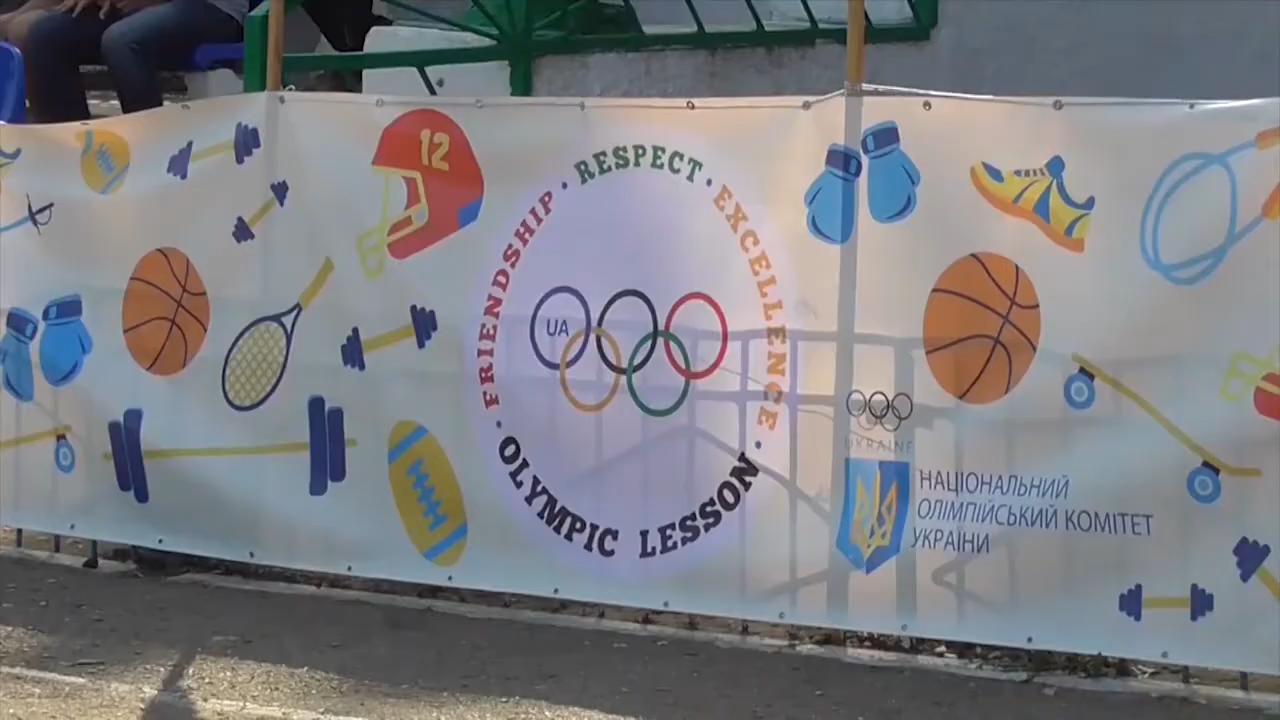 12
FRIENDSHIP · RESPECT · EXCELLENCE
UA
· OLYMPIC LESSON ·
UKRAINE
НАЦІОНАЛЬНИЙ
ОЛІМПІЙСЬКИЙ КОМІТЕТ
УКРАЇНИ